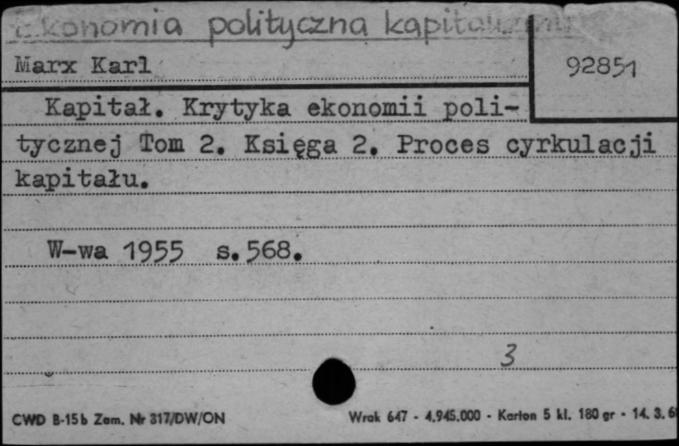 Ekonomia polityczna kapitalizmu
Marx Karl
92851
Kapitał. Krytyka ekonomii poli-
tycznej Tom 2. Księga 2. Proces cyrkulacji
kapitału.
W-wa 1955 s.568.
3
CWD B-15b Zam. Nr 317/DW/ON
Wrak 647 - 4.945.000 - Karton 5 kl. 180 gr - 14. 3. 6